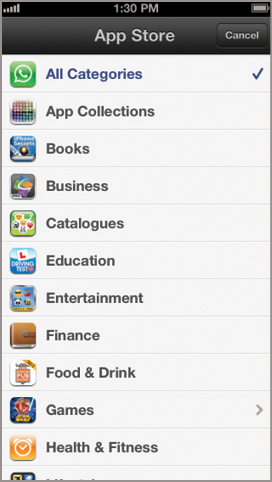 1:30 PM
App Store
Cancel
All Categories
App Collections
Books
Business
Catalogues
Education
Entertainment
Finance
Food & Drink
Games
Health & Fitness